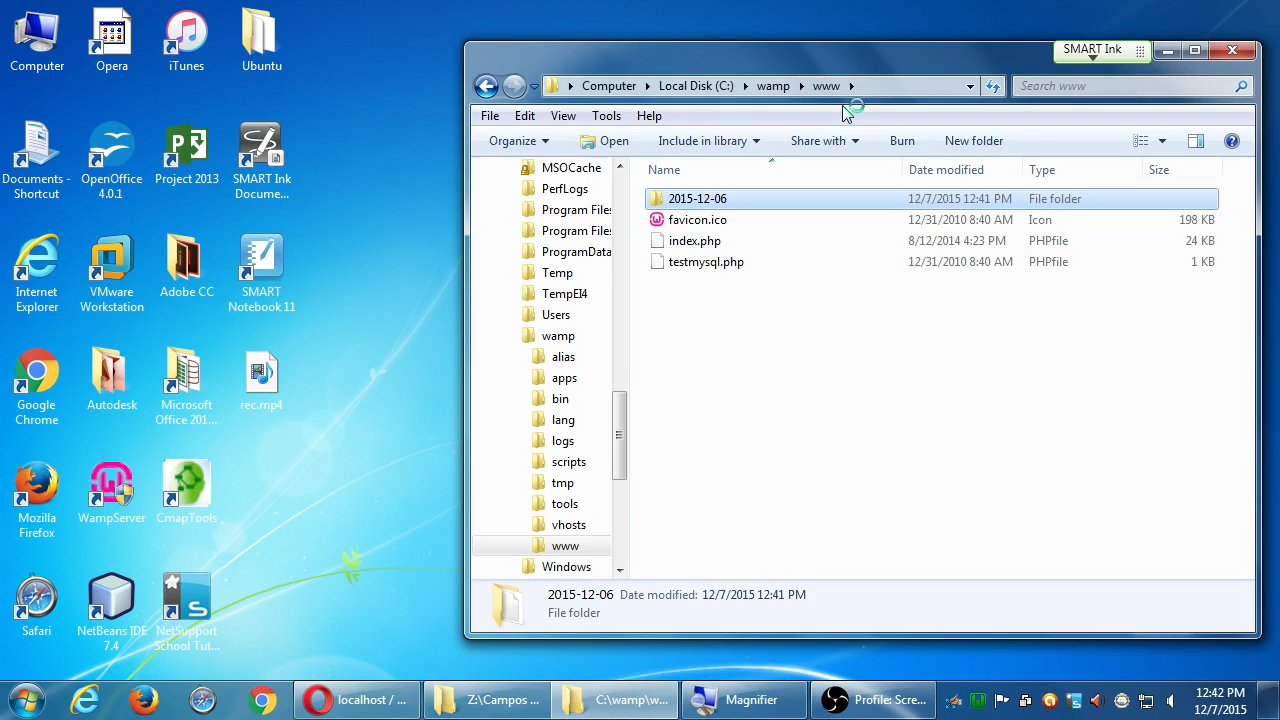 Computer
Opera
iTunes
Ubuntu
Documents -
Shortcut
OpenOffice
4.0.1
Project 2013
SMART Ink
Docume...
Internet
Explorer
VMware
Workstation
Adobe CC
SMART
Notebook 11
Google
Chrome
Autodesk
Microsoft
Office 201...
rec.mp4
Mozilla
Firefox
WampServer
CmapTools
Safari
NetBeans IDE
7.4
NetSupport
School Tut...
SMART Ink
Computer Local Disk (C:) wamp www
Search www
File Edit View Tools Help
Organize Open Include in library Share with Burn New folder
MSOCache
PerfLogs
Program Files
Program Files
ProgramData
Temp
TempEI4
Users
wamp
alias
apps
bin
lang
logs
scripts
tmp
tools
vhosts
www
Windows
Name Date modified Type Size
2015-12-06 12/7/2015 12:41 PM File folder
favicon.ico 12/31/2010 8:40 AM Icon 198 KB
index.php 8/12/2014 4:23 PM PHPfile 24 KB
testmysql.php 12/31/2010 8:40 AM PHPfile 1 KB
2015-12-06 Date modified: 12/7/2015 12:41 PM
File folder
localhost / ...
Z:\Campos ...
C:\wamp\w...
Magnifier
Profile: Scre...
12:42 PM
12/7/2015